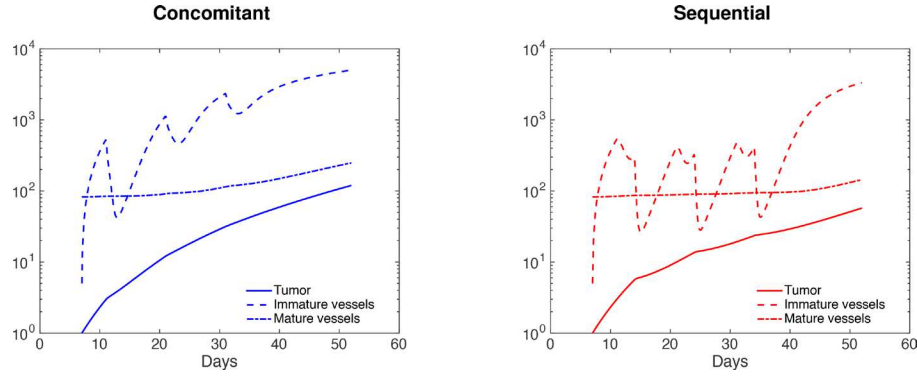 Concomitant
10^4
10^3
10^2
10^1
10^0
0 10 20 30 40 50 60
Days
Tumor
Immature vessels
Mature vessels
Sequential
10^4
10^3
10^2
10^1
10^0
0 10 20 30 40 50 60
Days
Tumor
Immature vessels
Mature vessels